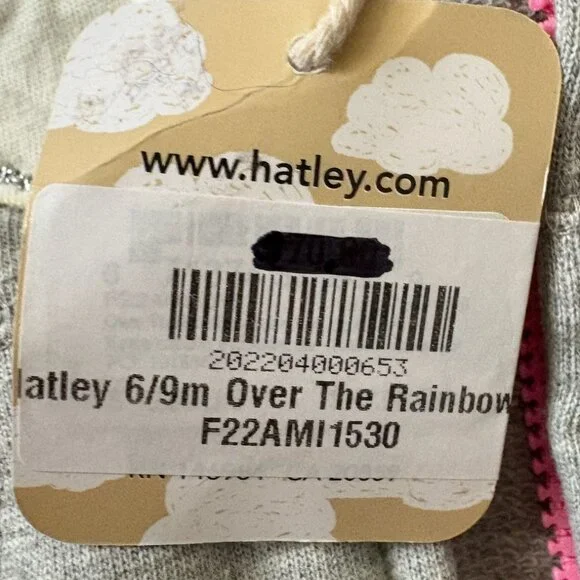 www.hatley.com
202204000653
latley 6/9m Over The Rainbow
F22AMI1530